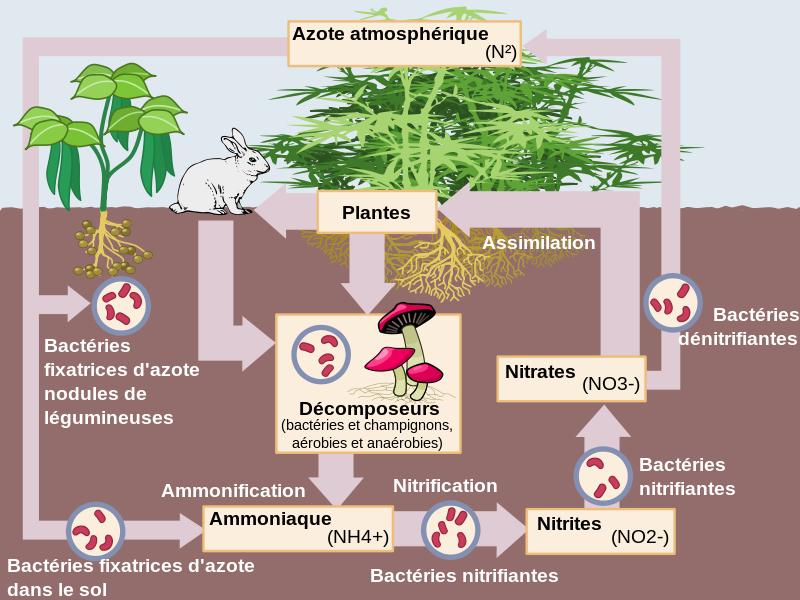 Azote atmosphérique
(N²)
Plantes
Assimilation
Bactéries
dénitrifiantes
Bactéries
fixatrices d'azote
nodules de
légumineuses
Nitrates
(NO3-)
Décomposeurs
(bactéries et champignons,
aérobies et anaérobies)
Bactéries
nitrifiantes
Ammonification
Nitrification
Ammoniaque
(NH4+)
Nitrites
(NO2-)
Bactéries fixatrices d'azote
dans le sol
Bactéries nitrifiantes